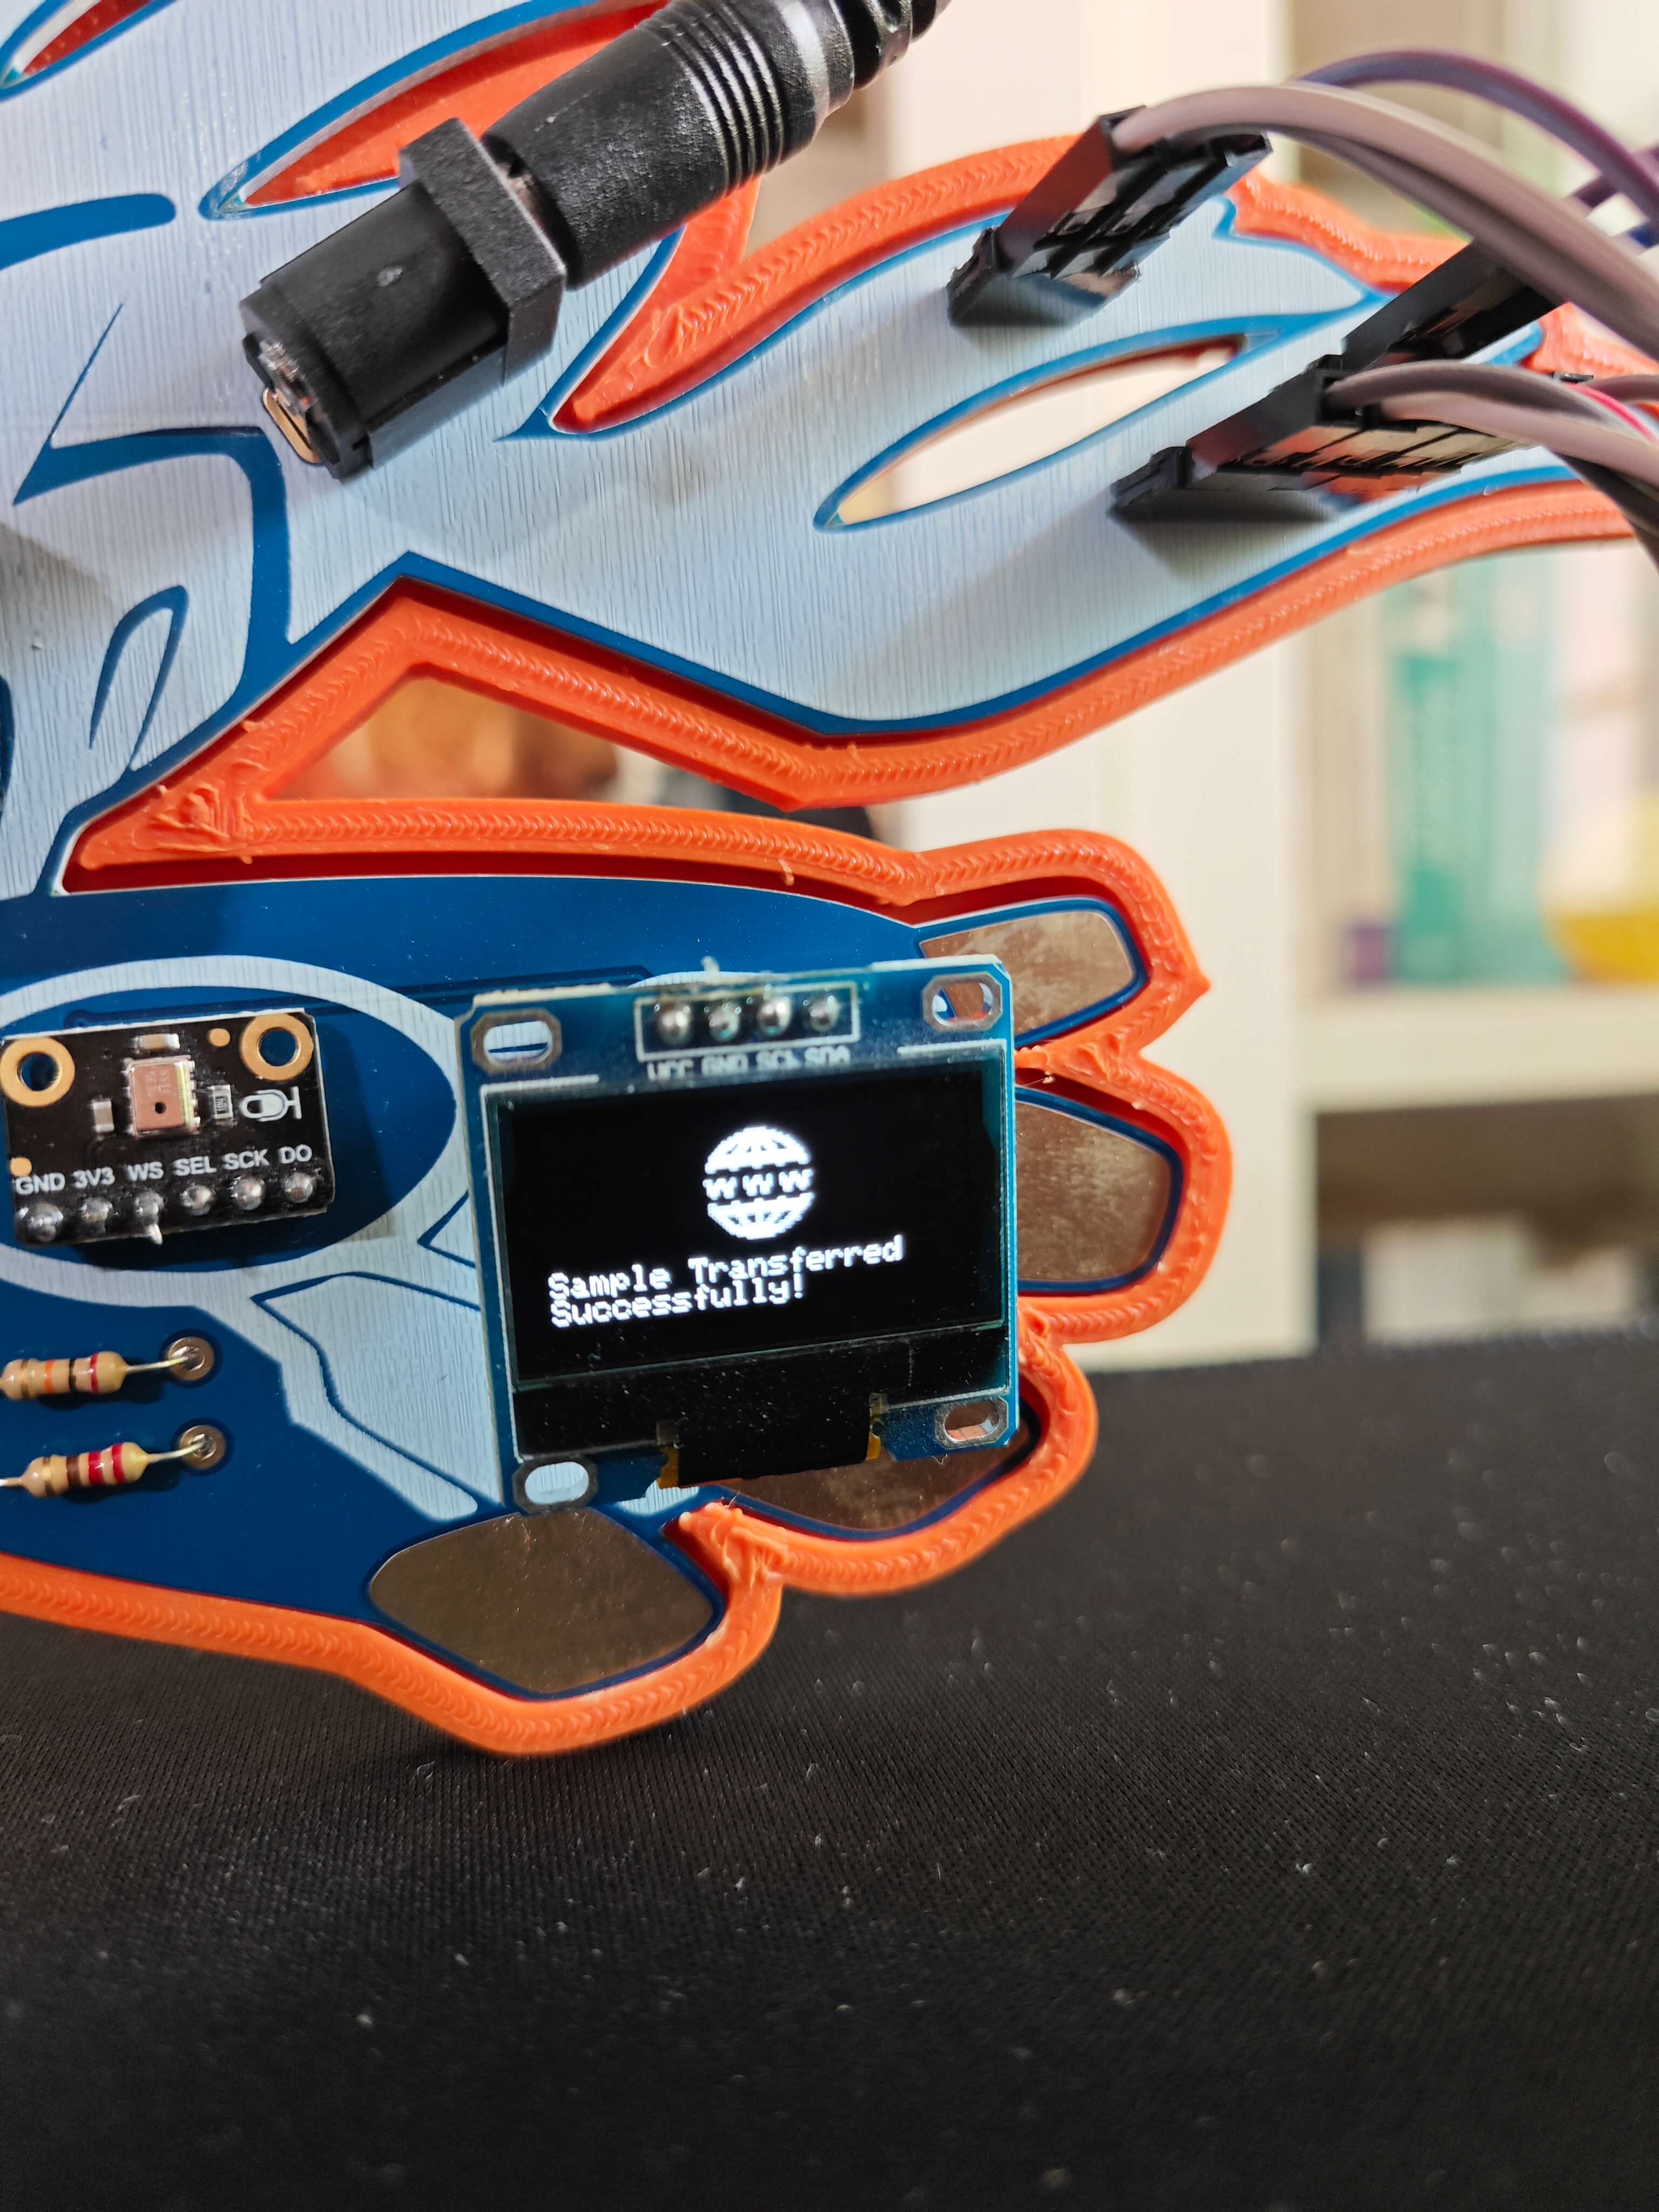 VCC GND SCL SDA
GND 3V3 WS SEL SCK DO
WWW
Sample Transferred
Successfully!